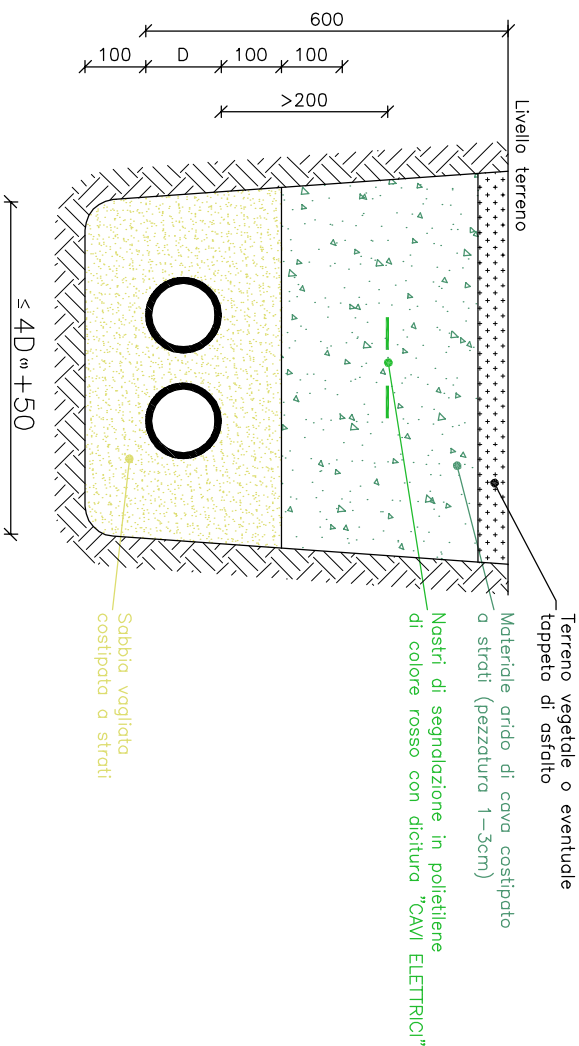 Livello terreno
600
100
D
100
100
>200
≤ 4D⁽¹⁾+50
Terreno vegetale o eventuale
tappeto di asfalto
Materiale arido di cava costipato
a strati (pezzatura 1-3cm)
Nastri di segnalazione in polietilene
di colore rosso con dicitura "CAVI ELETTRICI"
Sabbia vagliata
costipata a strati